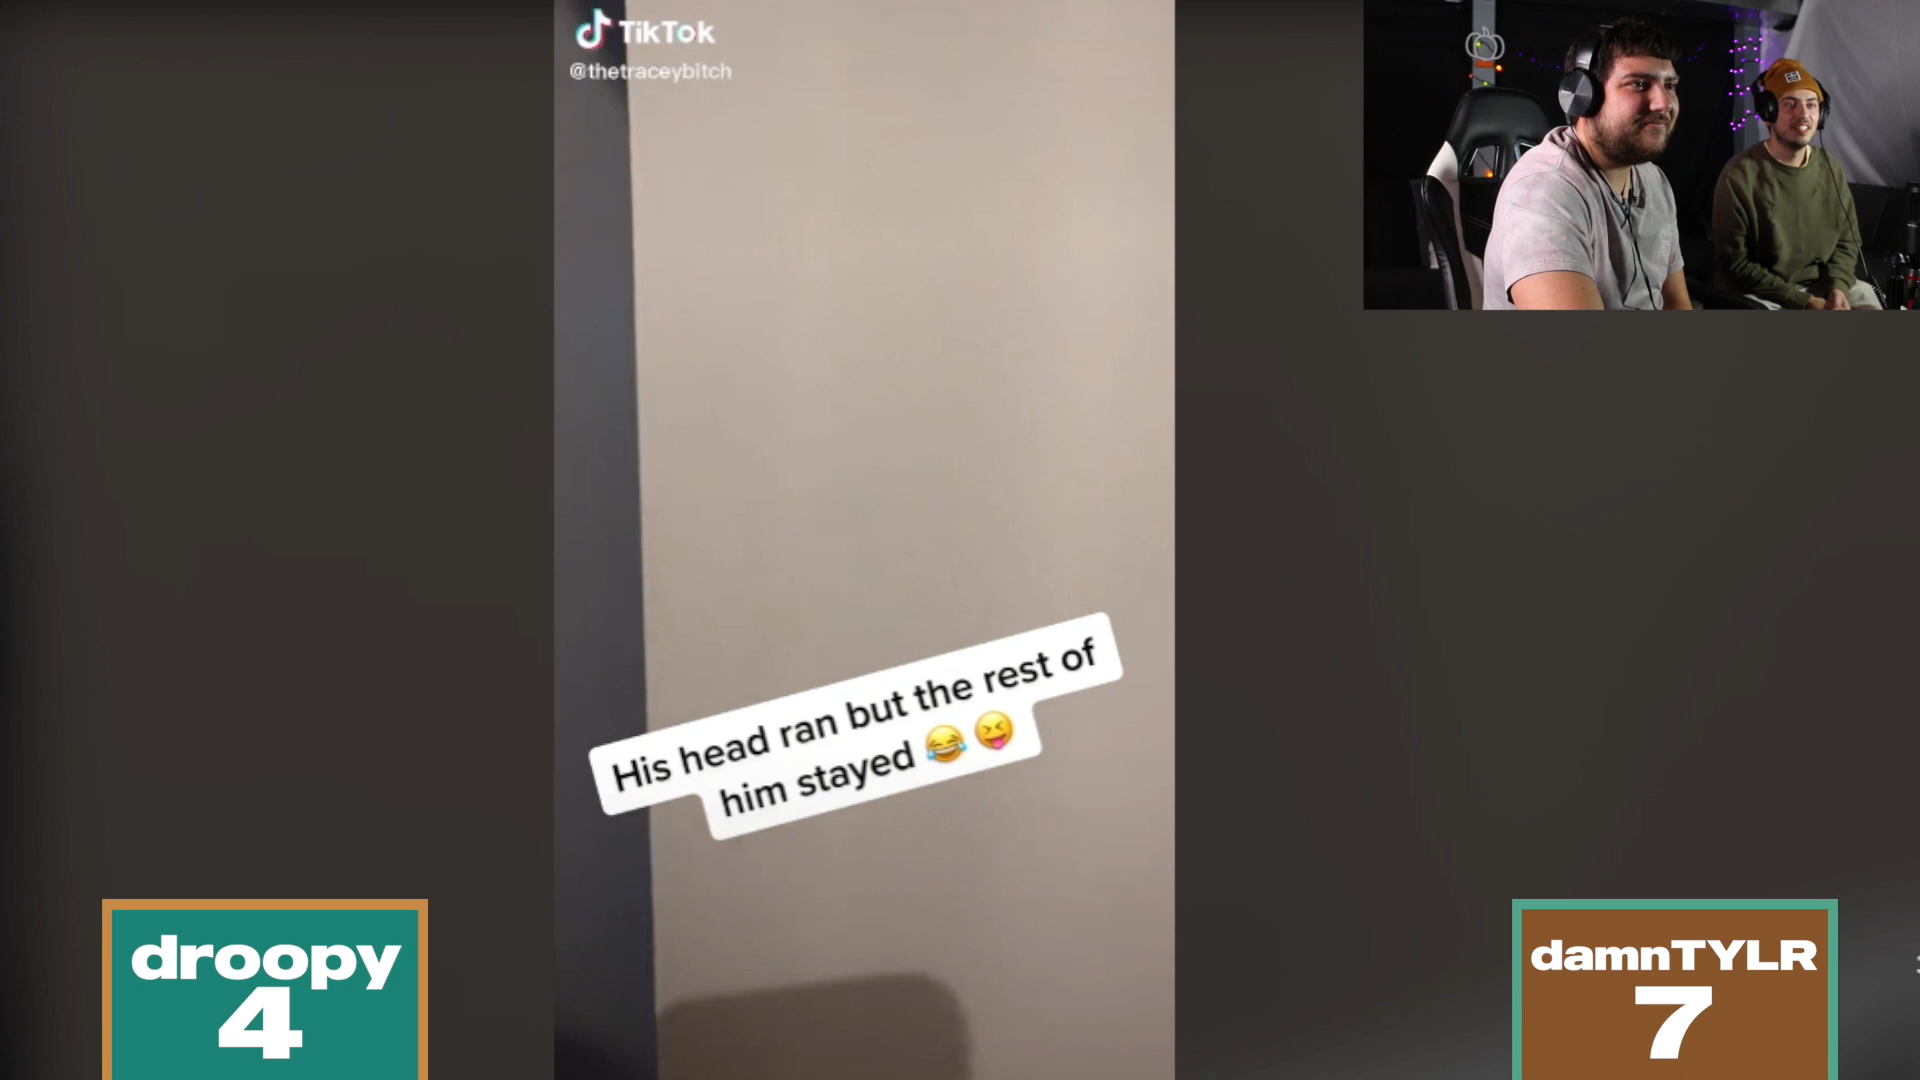 TikTok
@thetraceybitch
His head ran but the rest of
him stayed 😂 😝
droopy
4
damnTYLR
7